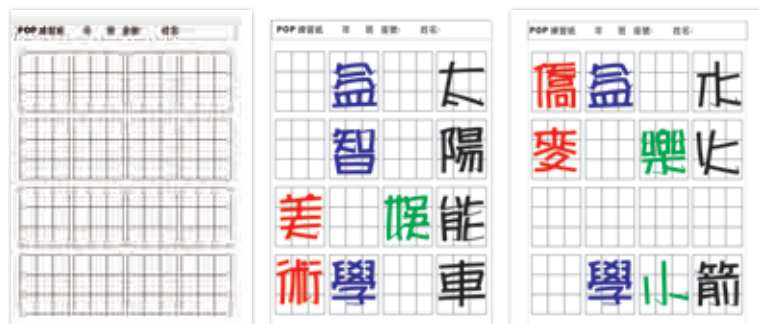 POP 練習紙 年 班 座號: 姓名:
POP 練習紙 年 班 座號: 姓名:
太陽能車
娛
益智 學
美術
POP 練習紙 年 班 座號: 姓名:
水火 箭
樂 小
益 學
僑麥